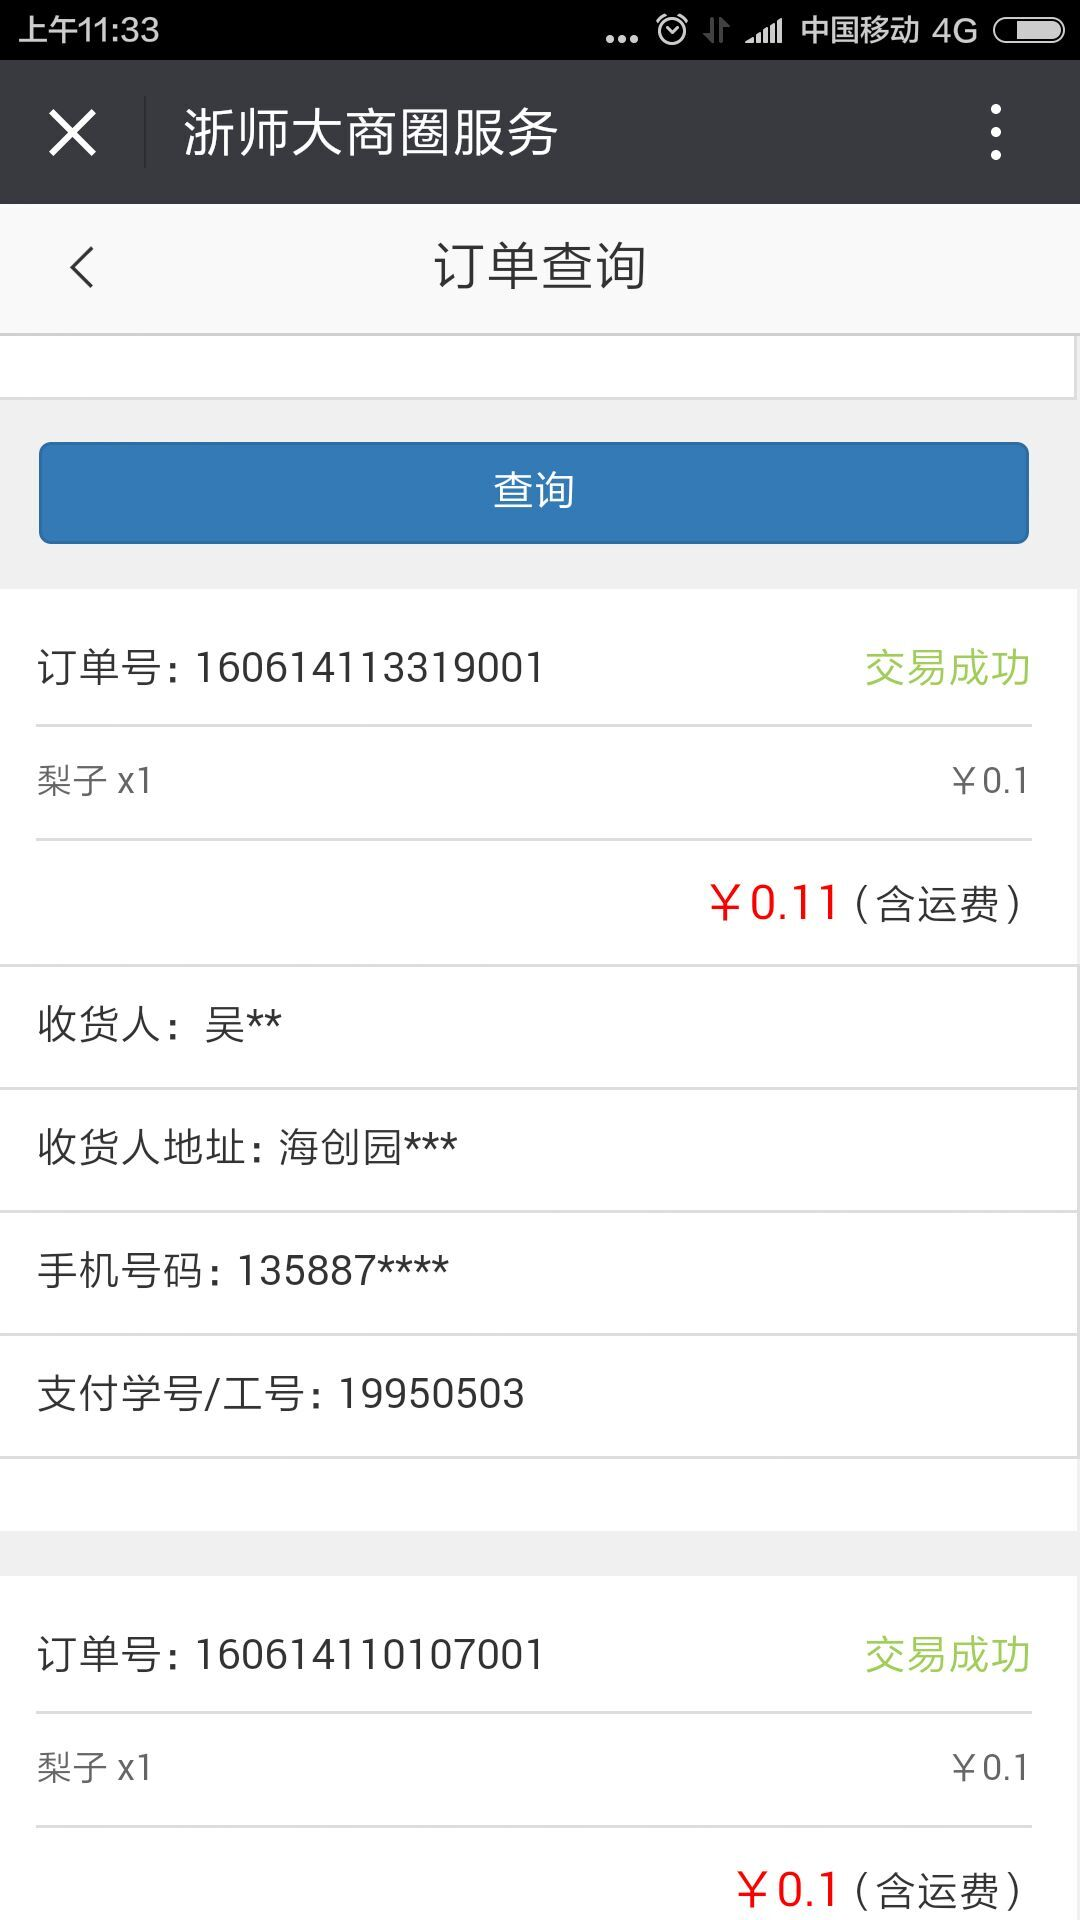 上午11:33
... 中国移动 4G
浙师大商圈服务
订单查询
查询
订单号: 160614113319001 交易成功
梨子 x1 ￥0.1
￥0.11 (含运费)
收货人: 吴**
收货人地址: 海创园***
手机号码: 135887****
支付学号/工号: 19950503
订单号: 160614110107001 交易成功
梨子 x1 ￥0.1
￥0.1 (含运费)